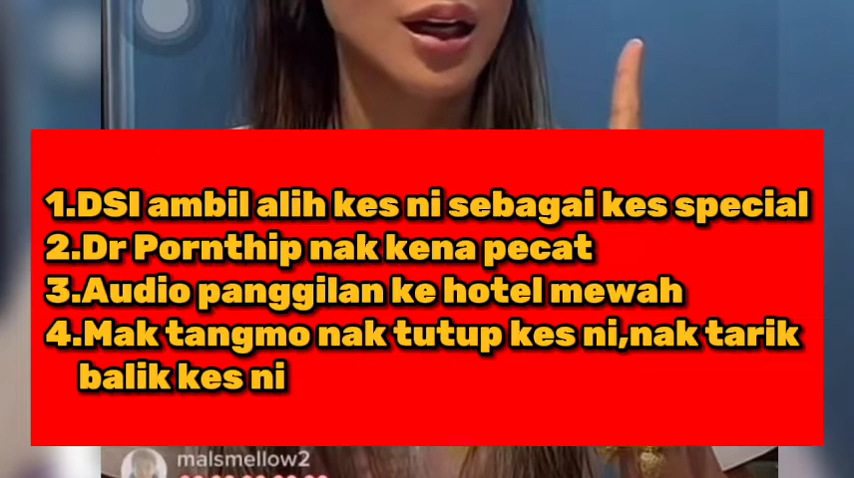 1.DSI ambil alih kes ni sebagai kes special
2.Dr Pornthip nak kena pecat
3.Audio panggilan ke hotel mewah
4.Mak tangmo nak tutup kes ni,nak tarik
balik kes ni
malsmellow2